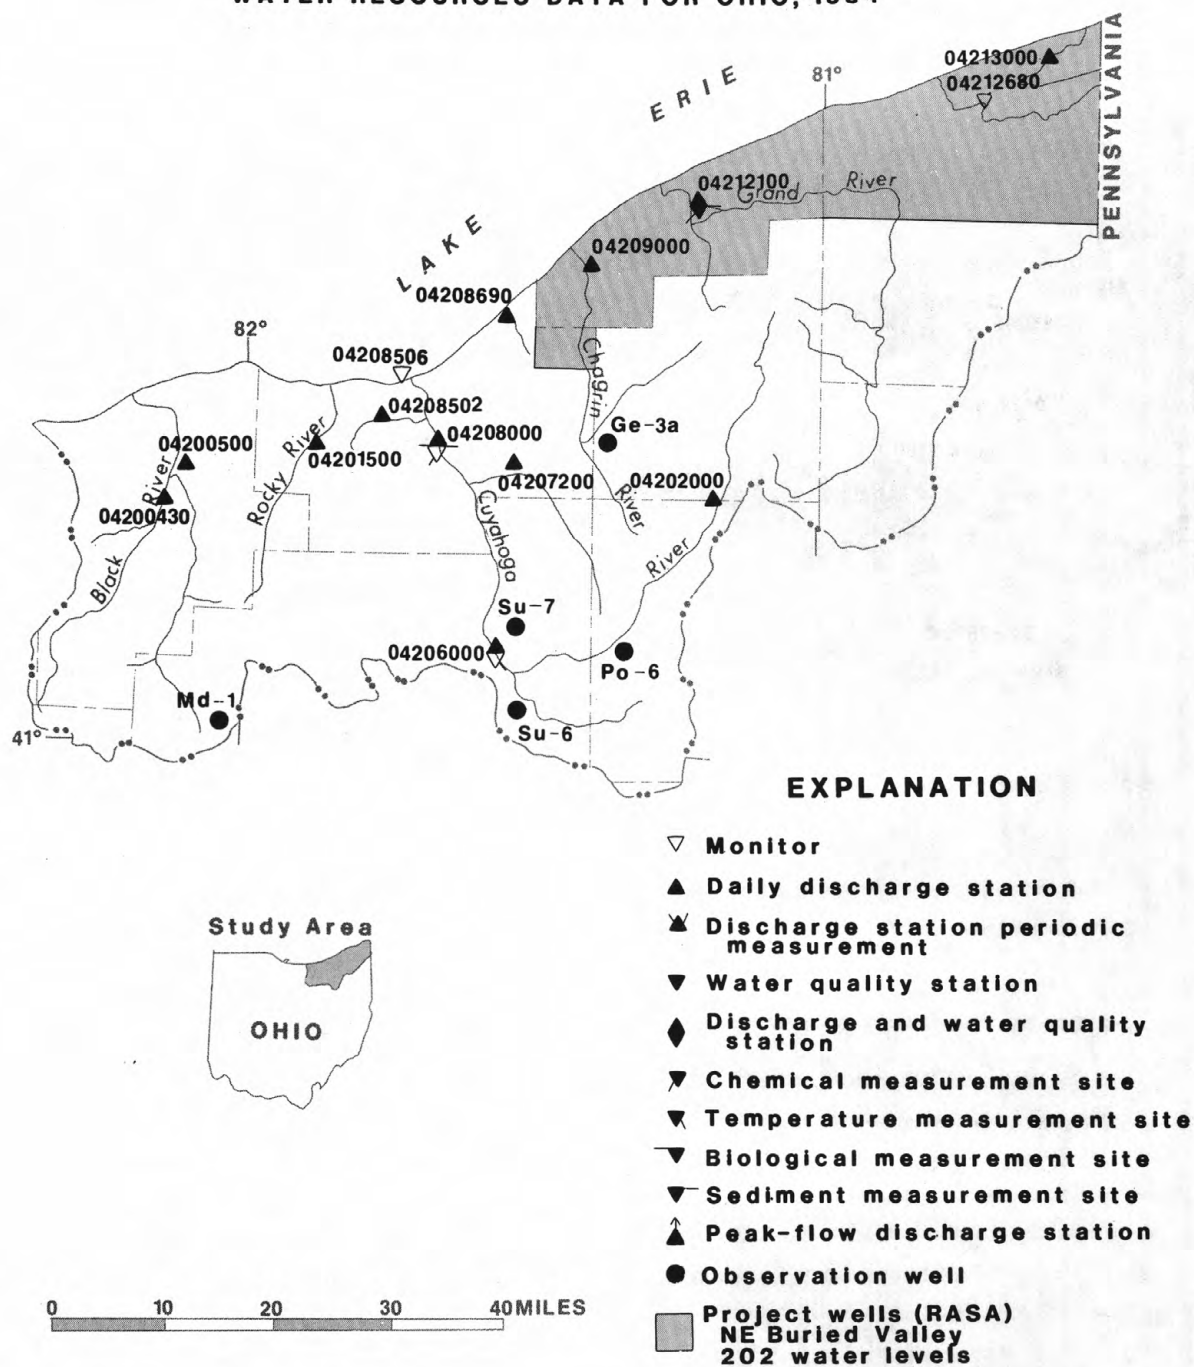 WATER RESOURCES DATA FOR OHIO,
PENNSYLVANIA
04213000
04212680
81°
LAKE ERIE
04212100
Grand River
04209000
04208690
82°
04208506
Chagrin River
04208502
04208000
Ge-3a
04200500
04201500
Rocky River
04207200
04202000
04200430
Black River
Cuyahoga River
Su-7
04206000
Po-6
Md-1
Su-6
41°
EXPLANATION
Monitor
Daily discharge station
Discharge station periodic
measurement
Water quality station
Discharge and water quality
station
Chemical measurement site
Temperature measurement site
Biological measurement site
Sediment measurement site
Peak-flow discharge station
Observation well
Project wells (RASA)
NE Buried Valley
202 water levels
Study Area
OHIO
0 10 20 30 40 MILES